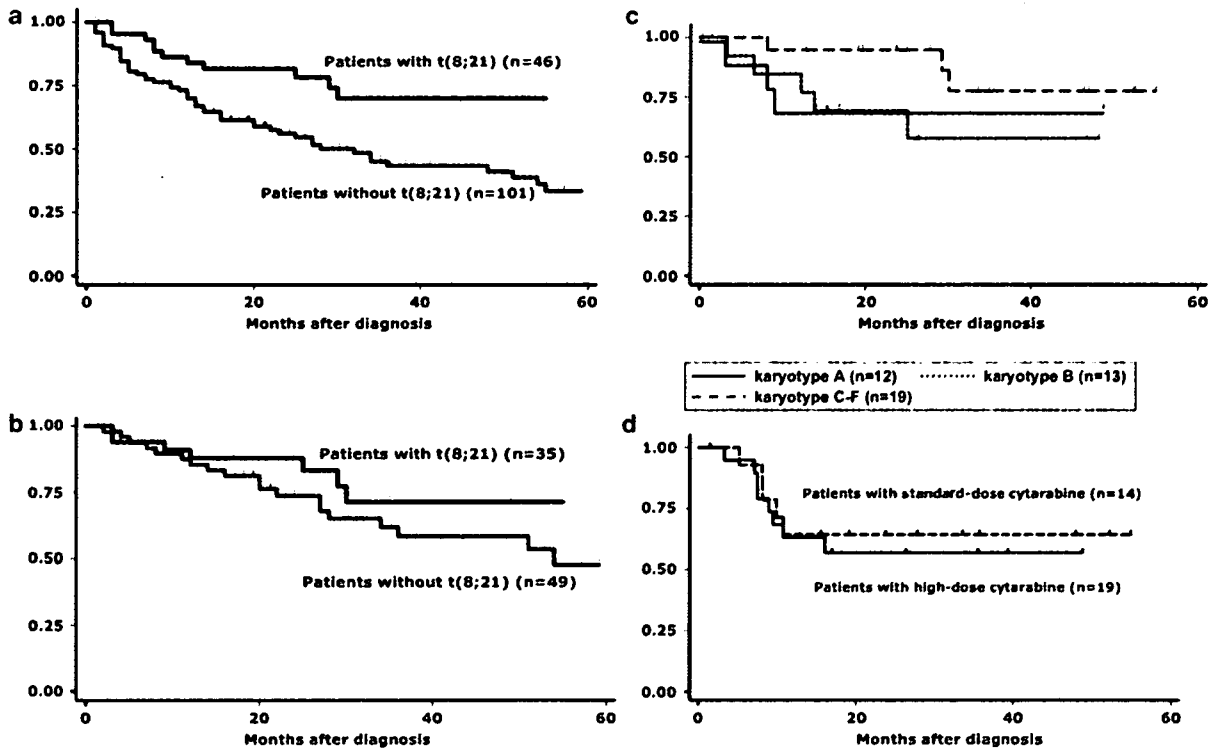 a
1.00
0.75
0.50
0.25
0.00
Patients with t(8;21) (n=46)
Patients without t(8;21) (n=101)
0
20
40
60
Months after diagnosis
c
1.00
0.75
0.50
0.25
0.00
0
20
40
60
Months after diagnosis
karyotype A (n=12)
karyotype B (n=13)
karyotype C-F (n=19)
b
1.00
0.75
0.50
0.25
0.00
Patients with t(8;21) (n=35)
Patients without t(8;21) (n=49)
0
20
40
60
Months after diagnosis
d
1.00
0.75
0.50
0.25
0.00
Patients with standard-dose cytarabine (n=14)
Patients with high-dose cytarabine (n=19)
0
20
40
60
Months after diagnosis